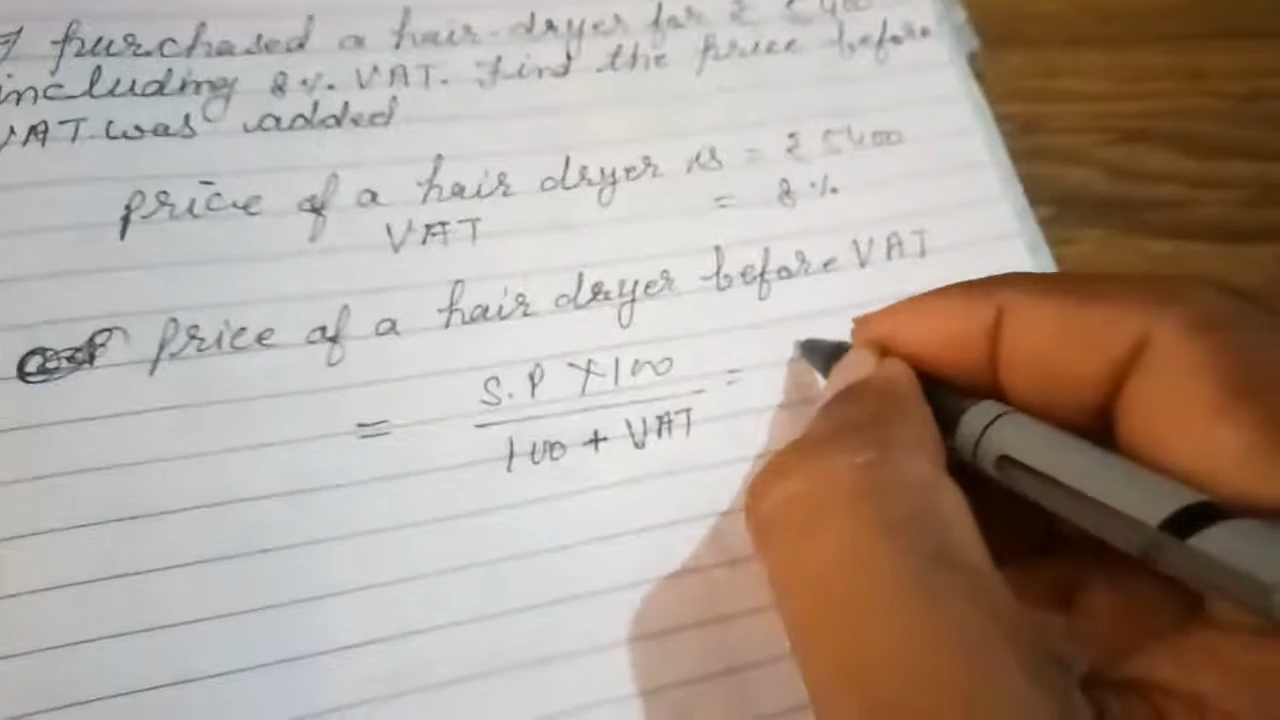 I purchased a hair-dryer for ₹ 5400
including 8 %. VAT. Find the price before
VAT was added
price of a hair dryer is = ₹ 5400
VAT = 8 %
price of a hair dryer before VAT
= S.P X 100 =
100 + VAT